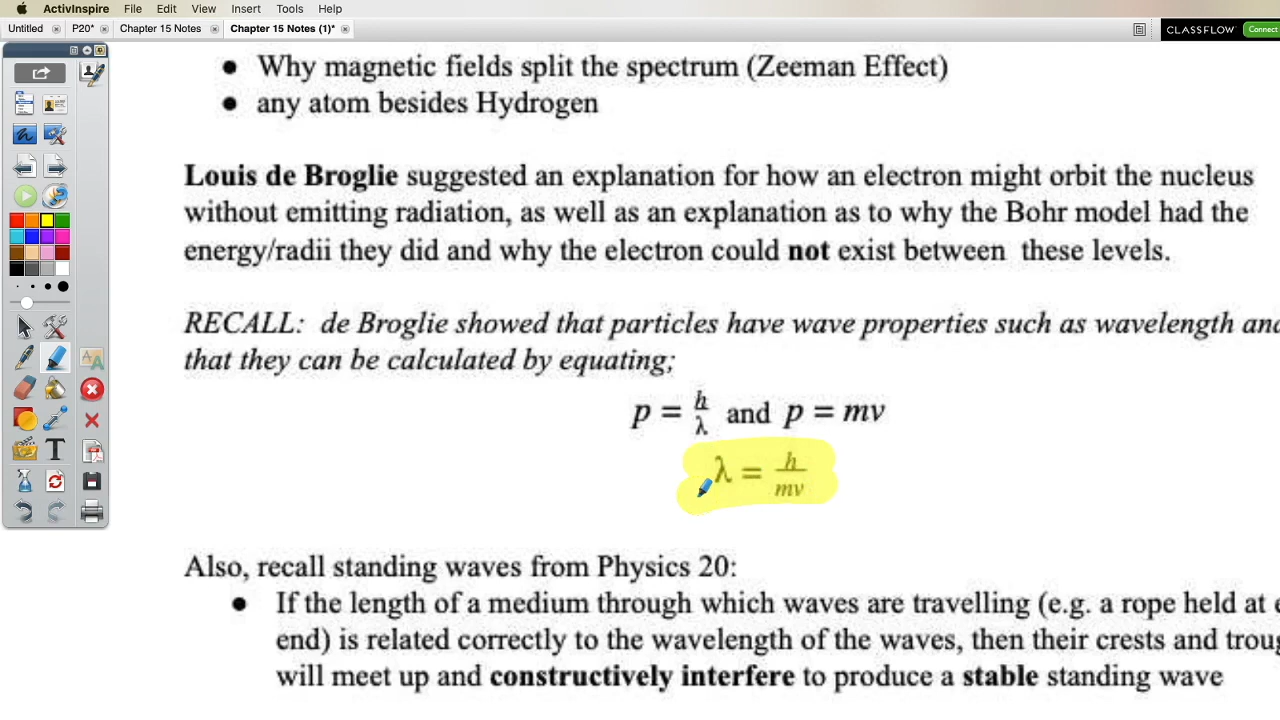 ActivInspire File Edit View Insert Tools Help
Untitled P20* Chapter 15 Notes Chapter 15 Notes (1)* CLASSFLOW Connect
• Why magnetic fields split the spectrum (Zeeman Effect)
• any atom besides Hydrogen
Louis de Broglie suggested an explanation for how an electron might orbit the nucleus
without emitting radiation, as well as an explanation as to why the Bohr model had the
energy/radii they did and why the electron could not exist between these levels.
RECALL: de Broglie showed that particles have wave properties such as wavelength and
that they can be calculated by equating;
p = h/λ and p = mv
λ = h/mv
Also, recall standing waves from Physics 20:
• If the length of a medium through which waves are travelling (e.g. a rope held at
end) is related correctly to the wavelength of the waves, then their crests and
will meet up and constructively interfere to produce a stable standing wave